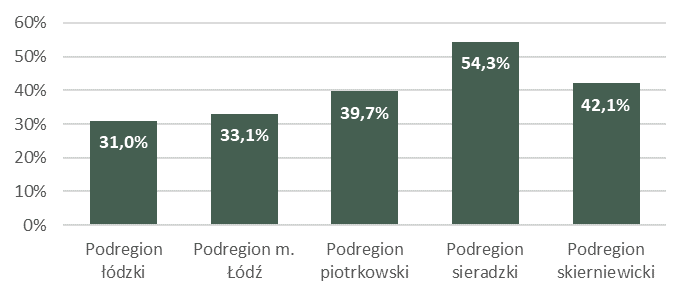 60%
50%
40%
30%
20%
10%
0%
31,0%
33,1%
39,7%
54,3%
42,1%
Podregion
łódzki
Podregion m.
Łódź
Podregion
piotrkowski
Podregion
sieradzki
Podregion
skierniewicki